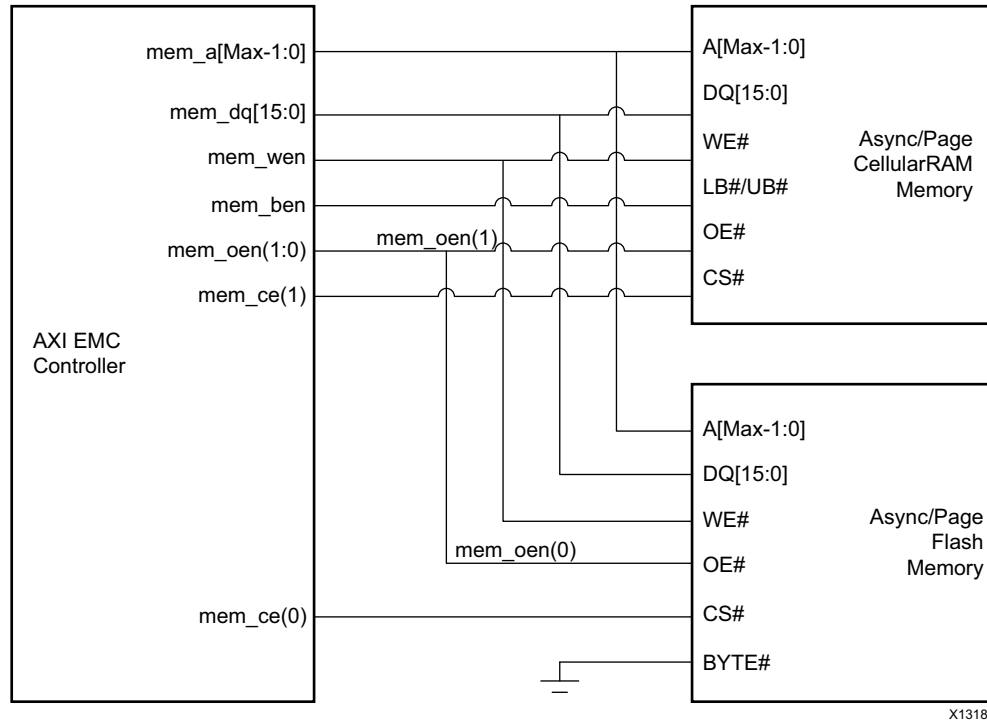 mem_a[Max-1:0]
mem_dq[15:0]
mem_wen
mem_ben
mem_oen(1:0)
mem_ce(1)
AXI EMC
Controller
mem_ce(0)
mem_oen(1)
mem_oen(0)
A[Max-1:0]
DQ[15:0]
WE#
LB#/UB#
OE#
CS#
Async/Page
CellularRAM
Memory
A[Max-1:0]
DQ[15:0]
WE#
OE#
CS#
BYTE#
Async/Page
Flash
Memory
X1318